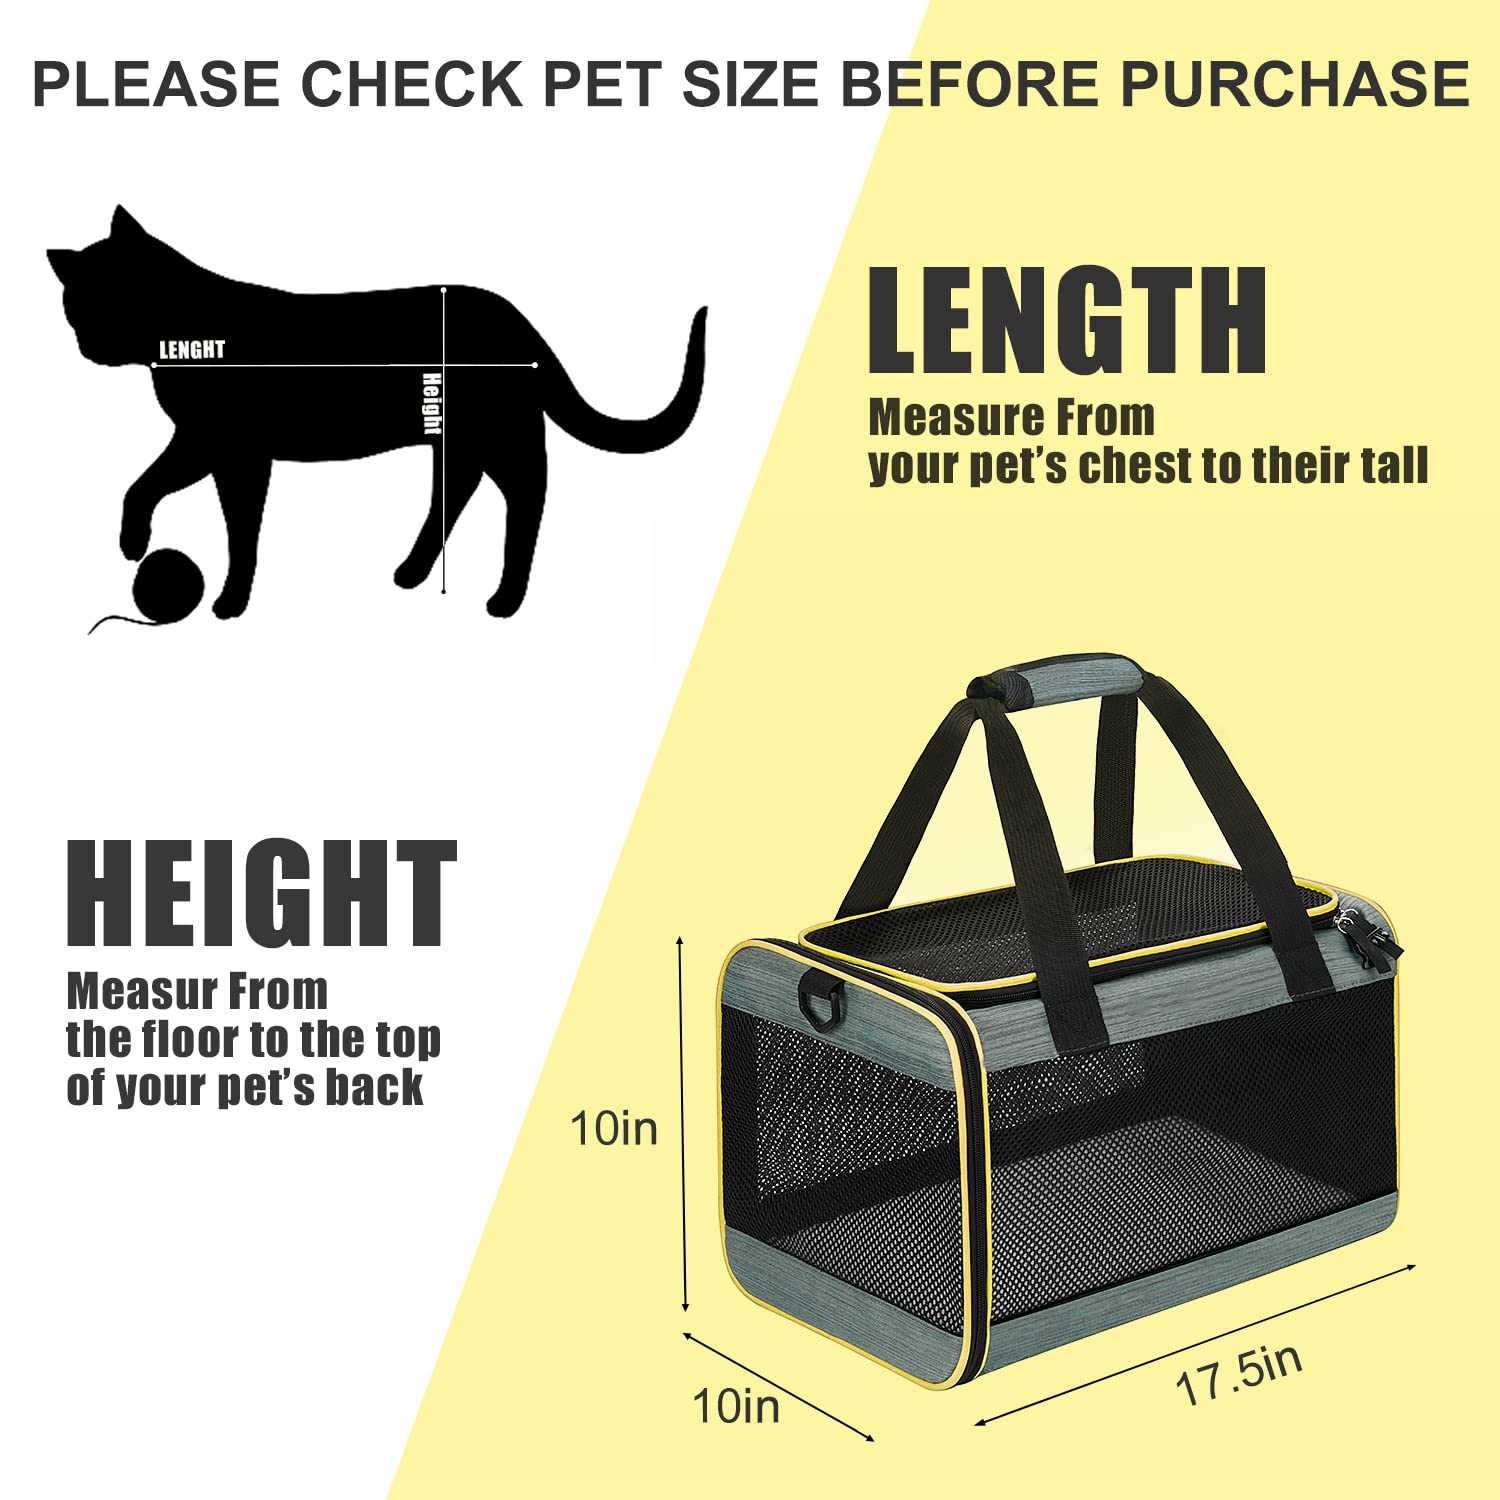 PLEASE CHECK PET SIZE BEFORE PURCHASE
LENGHT
Height
LENGTH
Measure From
your pet's chest to their tall
HEIGHT
Measur From
the floor to the top
of your pet's back
10in
10in
17.5in